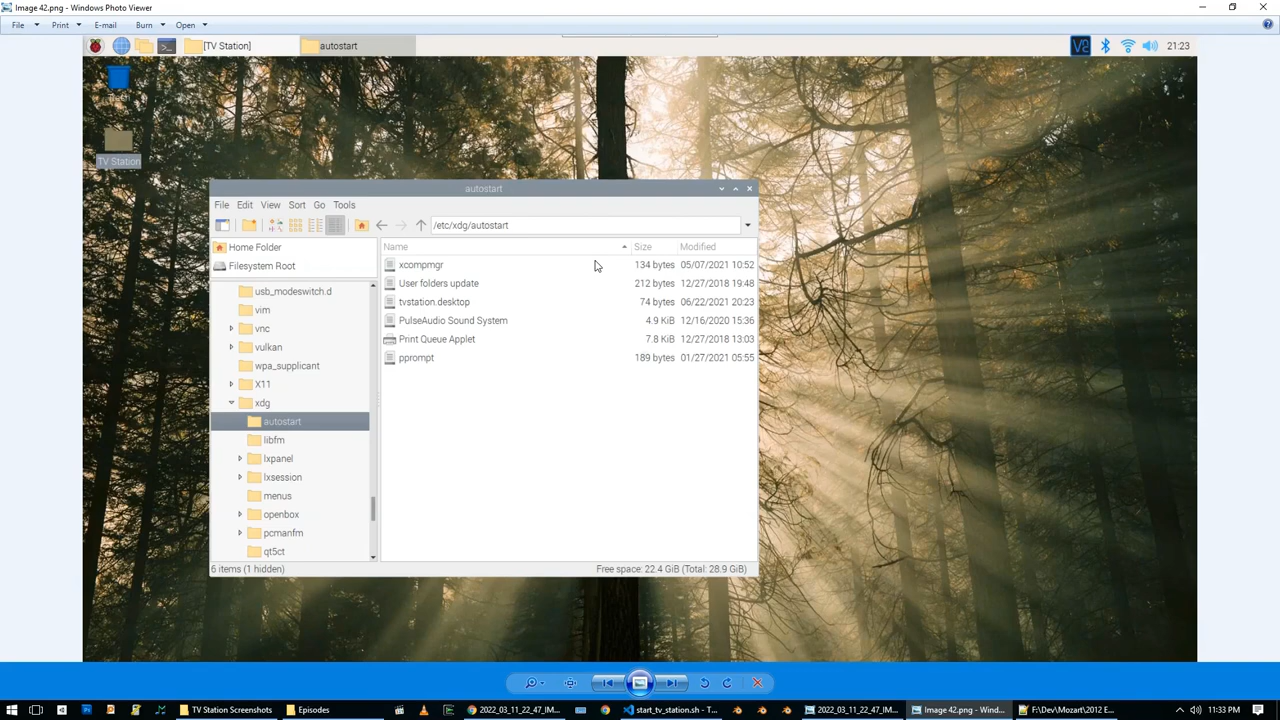 Image 42.png - Windows Photo Viewer
File Print E-mail Burn Open
[TV Station] autostart V2 21:23
TV Station
autostart
File Edit View Sort Go Tools
/etc/xdg/autostart
Home Folder
Filesystem Root
usb_modeswitch.d
vim
vnc
vulkan
wpa_supplicant
X11
xdg
autostart
libfm
lxpanel
lxsession
menus
openbox
pcmanfm
qt5ct
Name Size Modified
xcompmgr 134 bytes 05/07/2021 10:52
User folders update 212 bytes 12/27/2018 19:48
tvstation.desktop 74 bytes 06/22/2021 20:23
PulseAudio Sound System 4.9 KiB 12/16/2020 15:36
Print Queue Applet 7.8 KiB 12/27/2018 13:03
pprompt 189 bytes 01/27/2021 05:55
6 items (1 hidden) Free space: 22.4 GiB (Total: 28.9 GiB)
TV Station Screenshots Episodes 2022_03_11_22_47_IM... start_tv_station.sh - T... 2022_03_11_22_47_IM... Image 42.png - Wind... F:\Dev\Mozart\2012 E... 11:33 PM